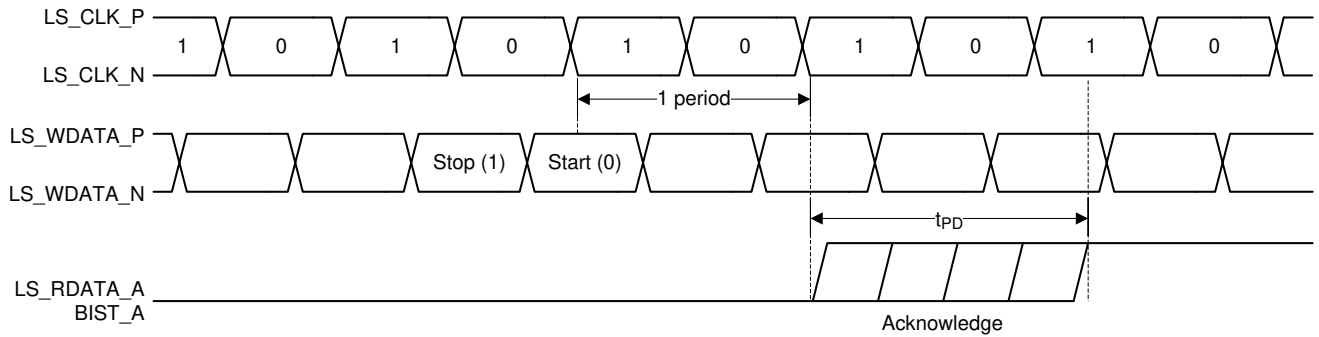 LS_CLK_P
1 0 1 0 1 0 1 0 1 0
LS_CLK_N
1 period
LS_WDATA_P
Stop (1) Start (0)
LS_WDATA_N
tPD
LS_RDATA_A
BIST_A
Acknowledge